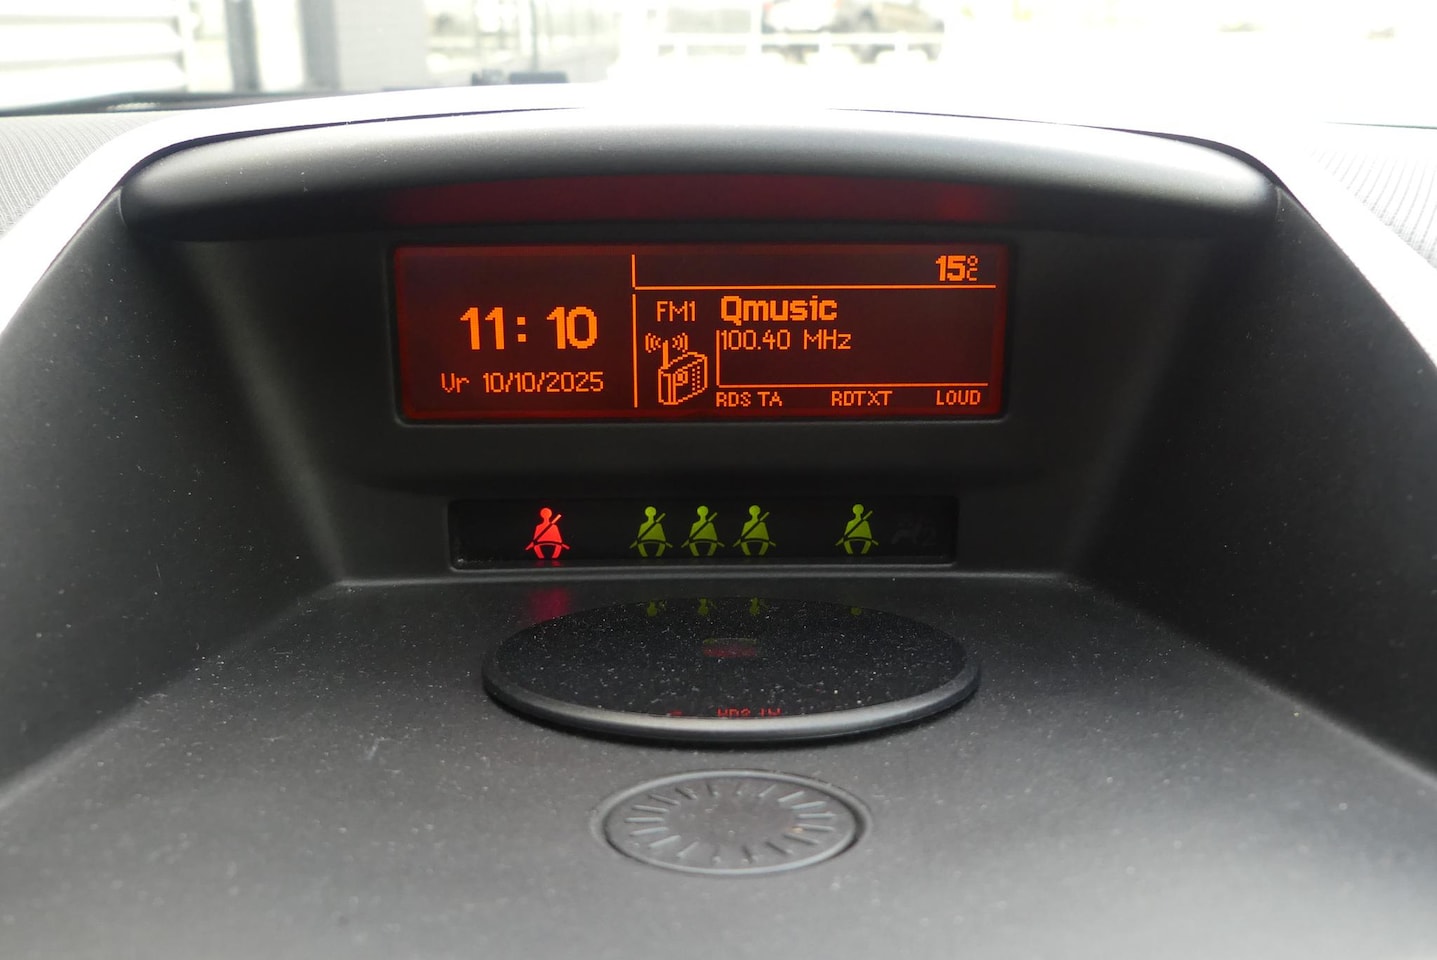 15°C
11:10
Vr 10/10/2025
FM1 Qmusic
100.40 MHz
RDS TA RDTXT LOUD